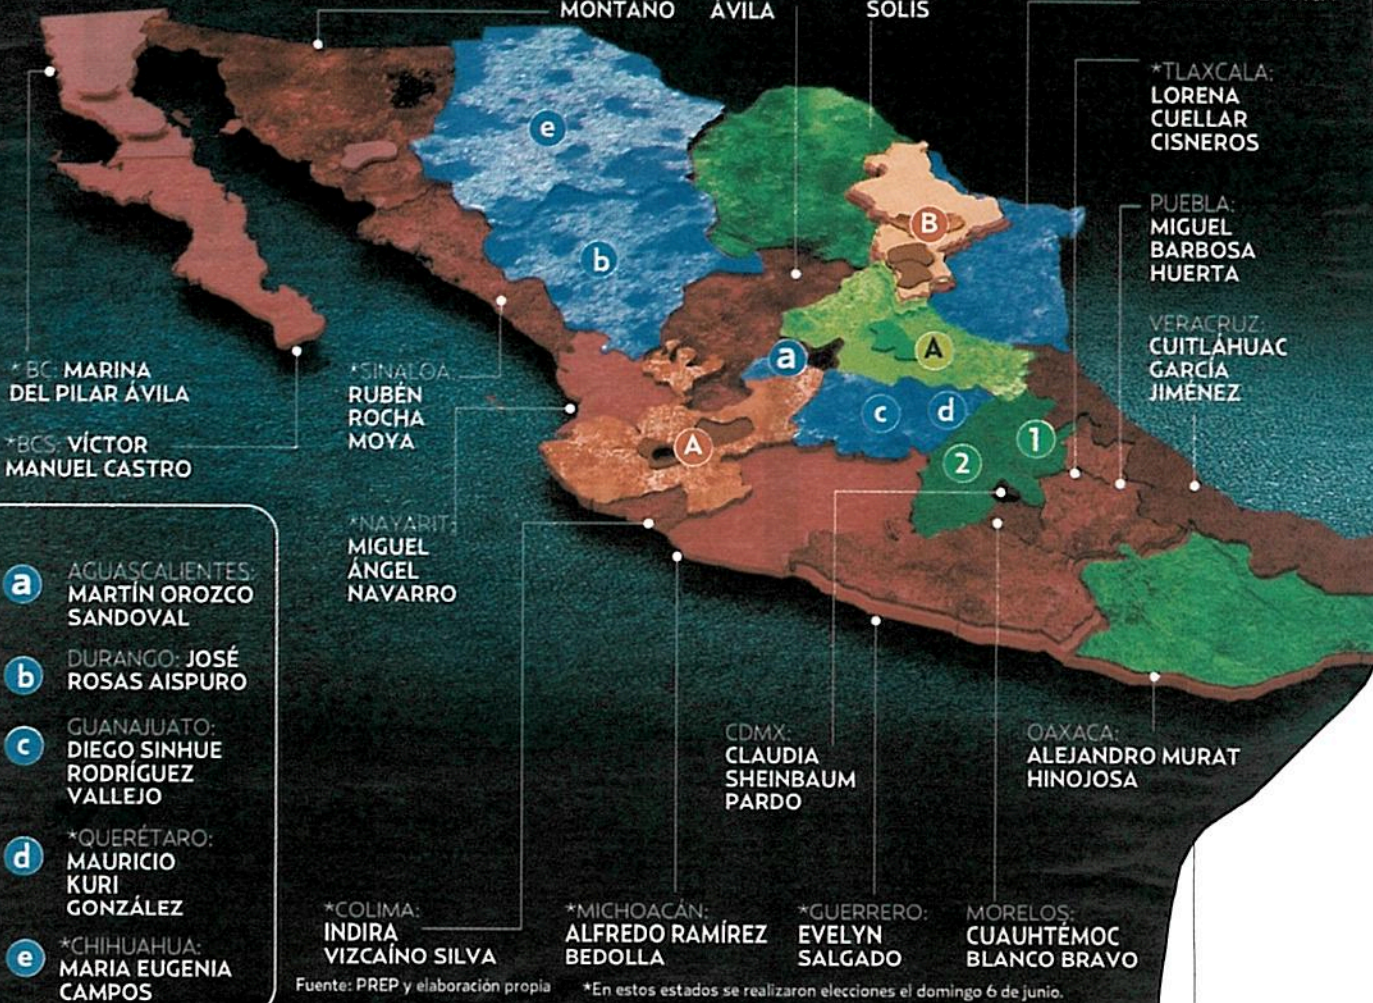 MONTAÑO
ÁVILA
SOLÍS
*TLAXCALA:
LORENA
CUELLAR
CISNEROS
PUEBLA:
MIGUEL
BARBOSA
HUERTA
VERACRUZ:
CUITLÁHUAC
GARCÍA
JIMÉNEZ
e
b
B
a
A
c
d
1
2
A
*BC: MARINA
DEL PILAR ÁVILA
*BCS: VÍCTOR
MANUEL CASTRO
*SINALOA:
RUBÉN
ROCHA
MOYA
*NAYARIT:
MIGUEL
ÁNGEL
NAVARRO
a
AGUASCALIENTES:
MARTÍN OROZCO
SANDOVAL
b
DURANGO: JOSÉ
ROSAS AISPURO
c
GUANAJUATO:
DIEGO SINHUE
RODRÍGUEZ
VALLEJO
d
*QUERÉTARO:
MAURICIO
KURI
GONZÁLEZ
e
*CHIHUAHUA:
MARIA EUGENIA
CAMPOS
CDMX:
CLAUDIA
SHEINBAUM
PARDO
OAXACA:
ALEJANDRO MURAT
HINOJOSA
*COLIMA:
INDIRA
VIZCAÍNO SILVA
*MICHOACÁN:
ALFREDO RAMÍREZ
BEDOLLA
*GUERRERO:
EVELYN
SALGADO
MORELOS:
CUAUHTÉMOC
BLANCO BRAVO
Fuente: PREP y elaboración propia
*En estos estados se realizaron elecciones el domingo 6 de junio.